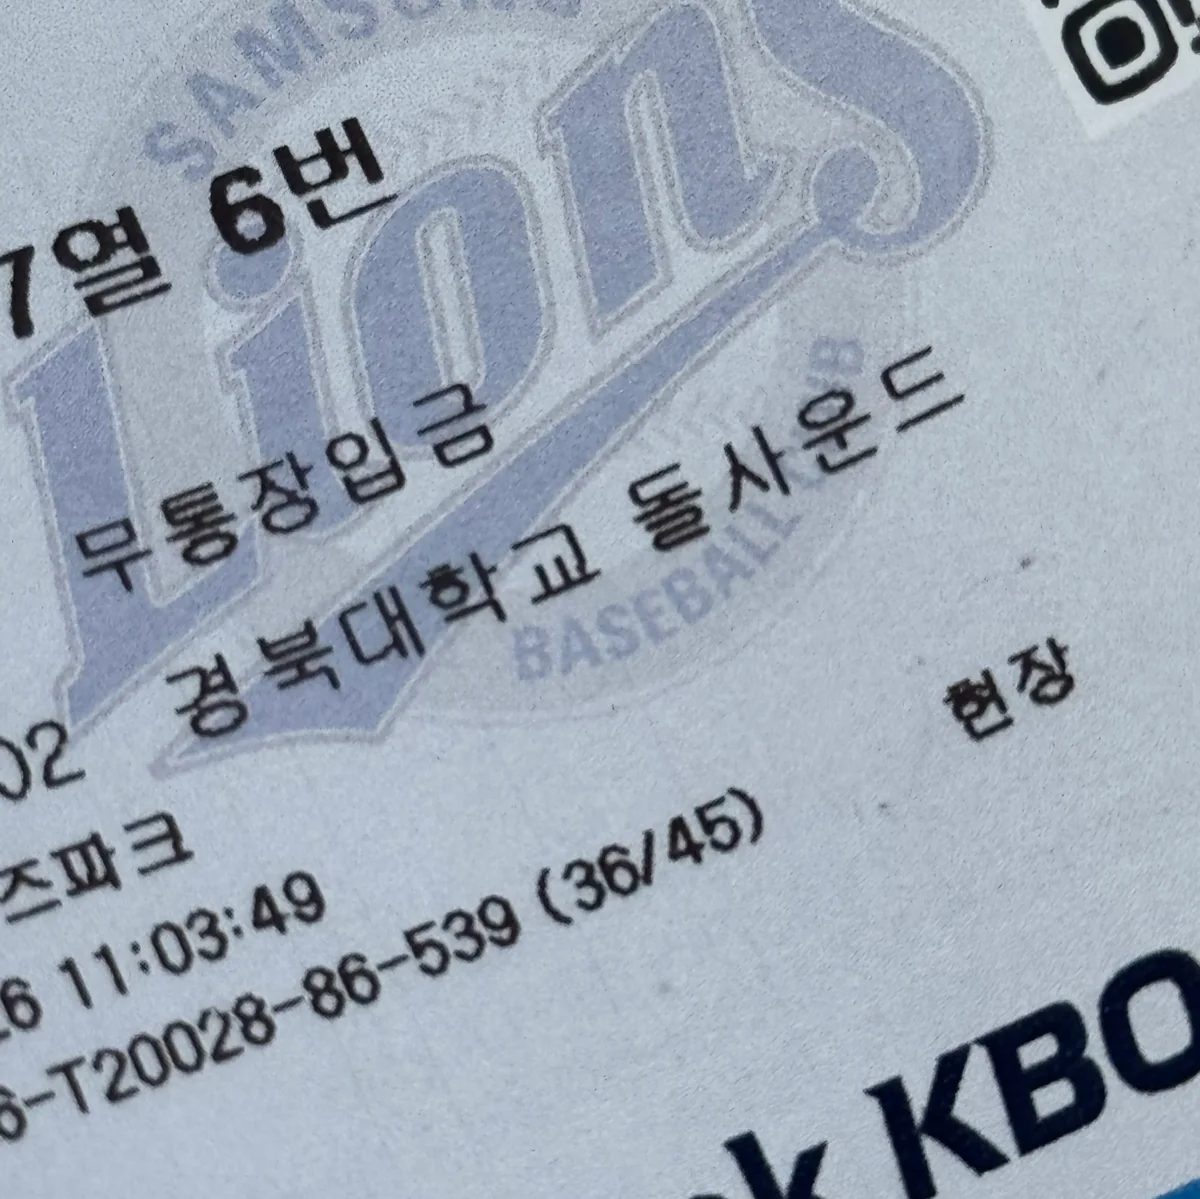 SAMSUNG
Lions
BASEBALL CLUB
7열 6번
무통장입금
02 경북대학교 돌사운드
현장
즈파크
26 11:03:49
6-T20028-86-539 (36/45)
KBO